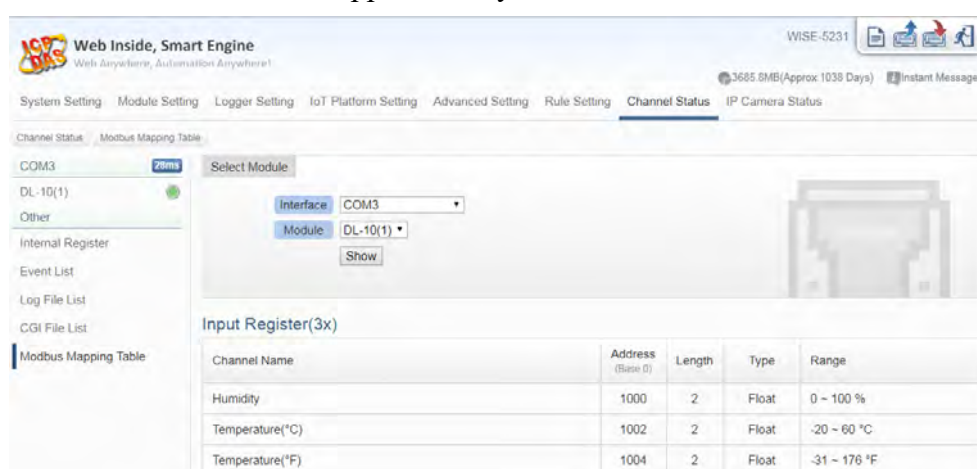 ICP DAS
Web Inside, Smart Engine
Web Anywhere, Automation Anywhere!
WISE-5231
3685.8MB(Approx 1038 Days) Instant Message
System Setting Module Setting Logger Setting IoT Platform Setting Advanced Setting Rule Setting Channel Status IP Camera Status
Channel Status Modbus Mapping Table
COM3 28ms
DL-10(1)
Other
Internal Register
Event List
Log File List
CGI File List
Modbus Mapping Table
Select Module
Interface COM3
Module DL-10(1)
Show
Input Register(3x)
Channel Name Address (Base 0) Length Type Range
Humidity 1000 2 Float 0 ~ 100 %
Temperature(°C) 1002 2 Float -20 ~ 60 °C
Temperature(°F) 1004 2 Float -31 ~ 176 °F